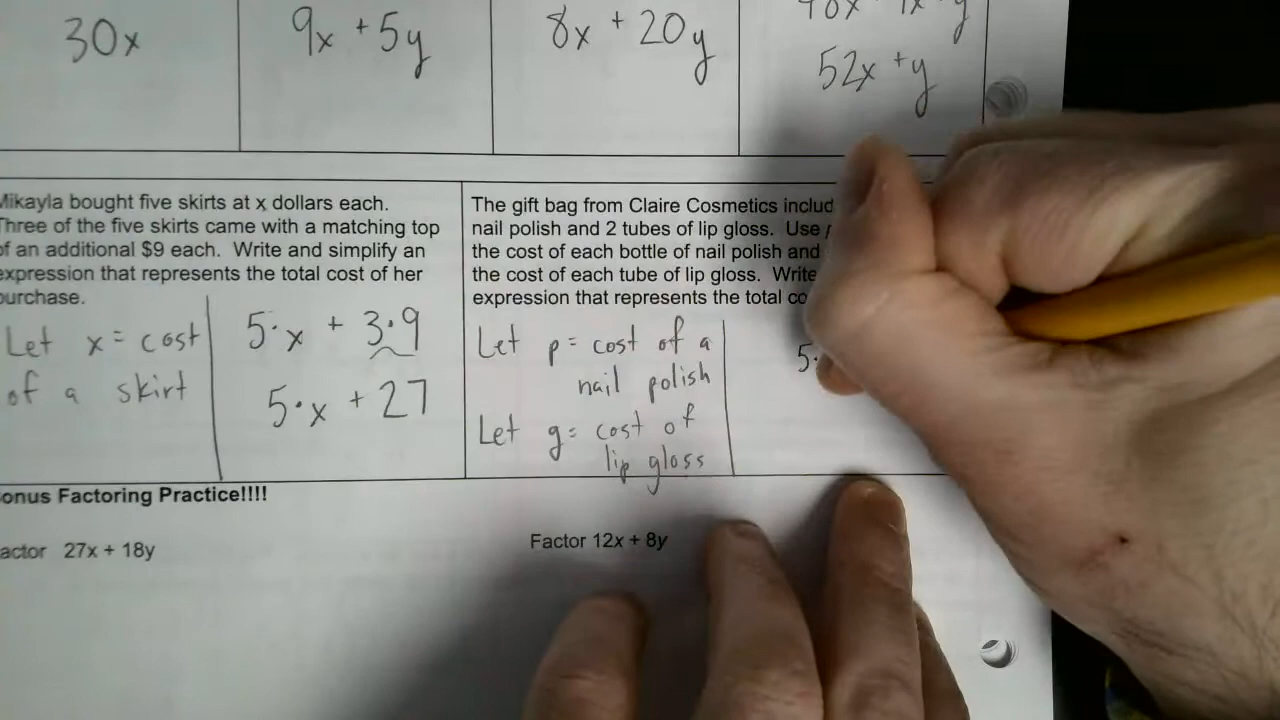 30x
9x + 5y
8x + 20y
52x + y
Mikayla bought five skirts at x dollars each.
Three of the five skirts came with a matching top
of an additional $9 each. Write and simplify an
expression that represents the total cost of her
purchase.
Let x = cost
of a skirt
5·x + 3·9
5·x + 27
The gift bag from Claire Cosmetics includ
nail polish and 2 tubes of lip gloss. Use
the cost of each bottle of nail polish and
the cost of each tube of lip gloss. Write
expression that represents the total co
Let p = cost of a
nail polish
Let g = cost of
lip gloss
5·
onus Factoring Practice!!!!
actor 27x + 18y
Factor 12x + 8y